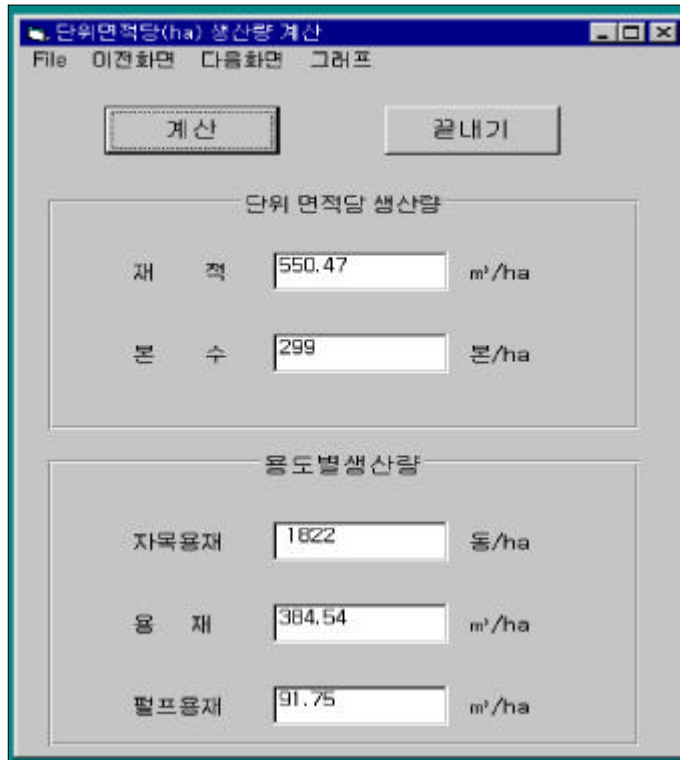 단위면적당(ha) 생산량 계산
File 이전화면 다음화면 그래프
계산 끝내기
단위 면적당 생산량
재 적 550.47 m³/ha
본 수 299 본/ha
용도별생산량
자목용재 1822 동/ha
용 재 384.54 m³/ha
펄프용재 91.75 m³/ha